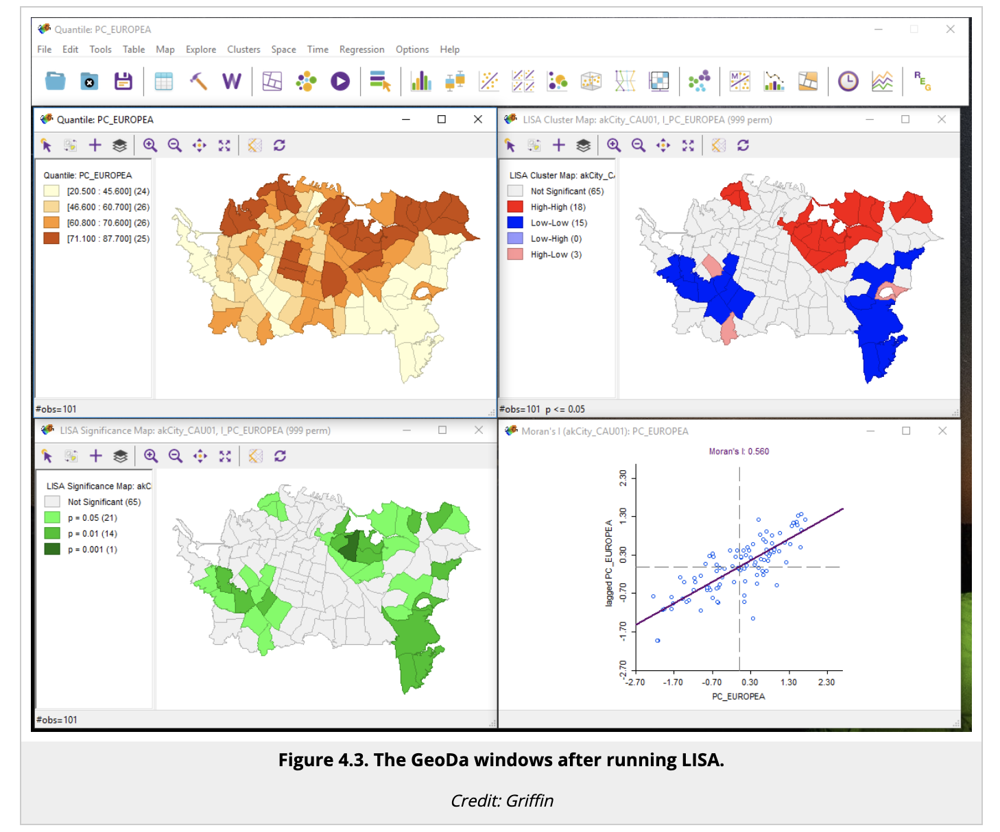 Quantile: PC_EUROPEA
File Edit Tools Table Map Explore Clusters Space Time Regression Options Help
W
M
R
E
G
Quantile: PC_EUROPEA
Quantile: PC_EUROPEA
[20.500 : 45.600] (24)
[46.600 : 60.700] (26)
[60.800 : 70.600] (26)
[71.100 : 87.700] (25)
#obs=101
LISA Cluster Map: akCity_CAU01, I_PC_EUROPEA (999 perm)
LISA Cluster Map: akCity_C
Not Significant (65)
High-High (18)
Low-Low (15)
Low-High (0)
High-Low (3)
#obs=101 p <= 0.05
LISA Significance Map: akCity_CAU01, I_PC_EUROPEA (999 perm)
LISA Significance Map: akC
Not Significant (65)
p = 0.05 (21)
p = 0.01 (14)
p = 0.001 (1)
#obs=101
Moran's I (akCity_CAU01): PC_EUROPEA
Moran's I: 0.560
lagged PC_EUROPEA
2.30
1.30
0.30
-0.70
-1.70
-2.70
-2.70 -1.70 -0.70 0.30 1.30 2.30
PC_EUROPEA
Figure 4.3. The GeoDa windows after running LISA.
Credit: Griffin